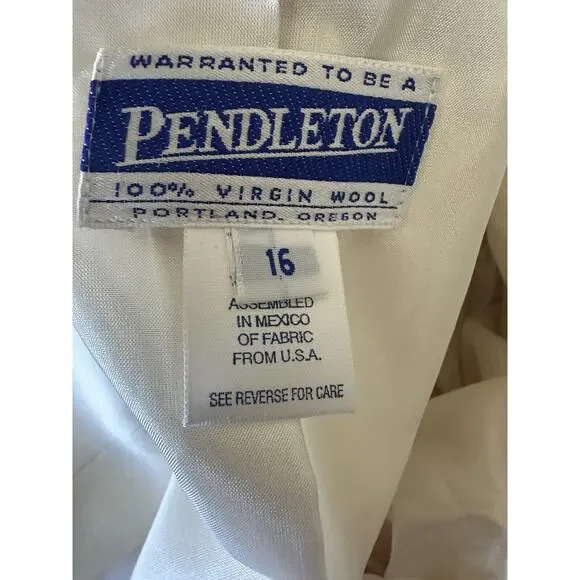 WARRANTED TO BE A
PENDLETON
100% VIRGIN WOOL
PORTLAND, OREGON
16
ASSEMBLED
IN MEXICO
OF FABRIC
FROM U.S.A.
SEE REVERSE FOR CARE